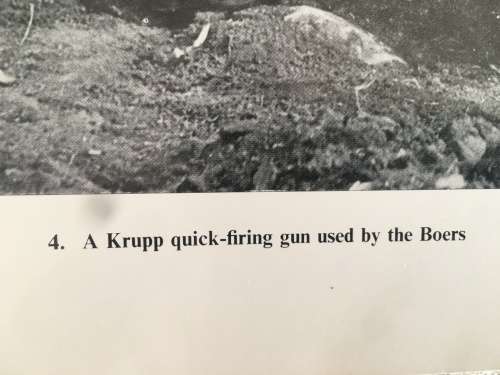 4. A Krupp quick-firing gun used by the Boers